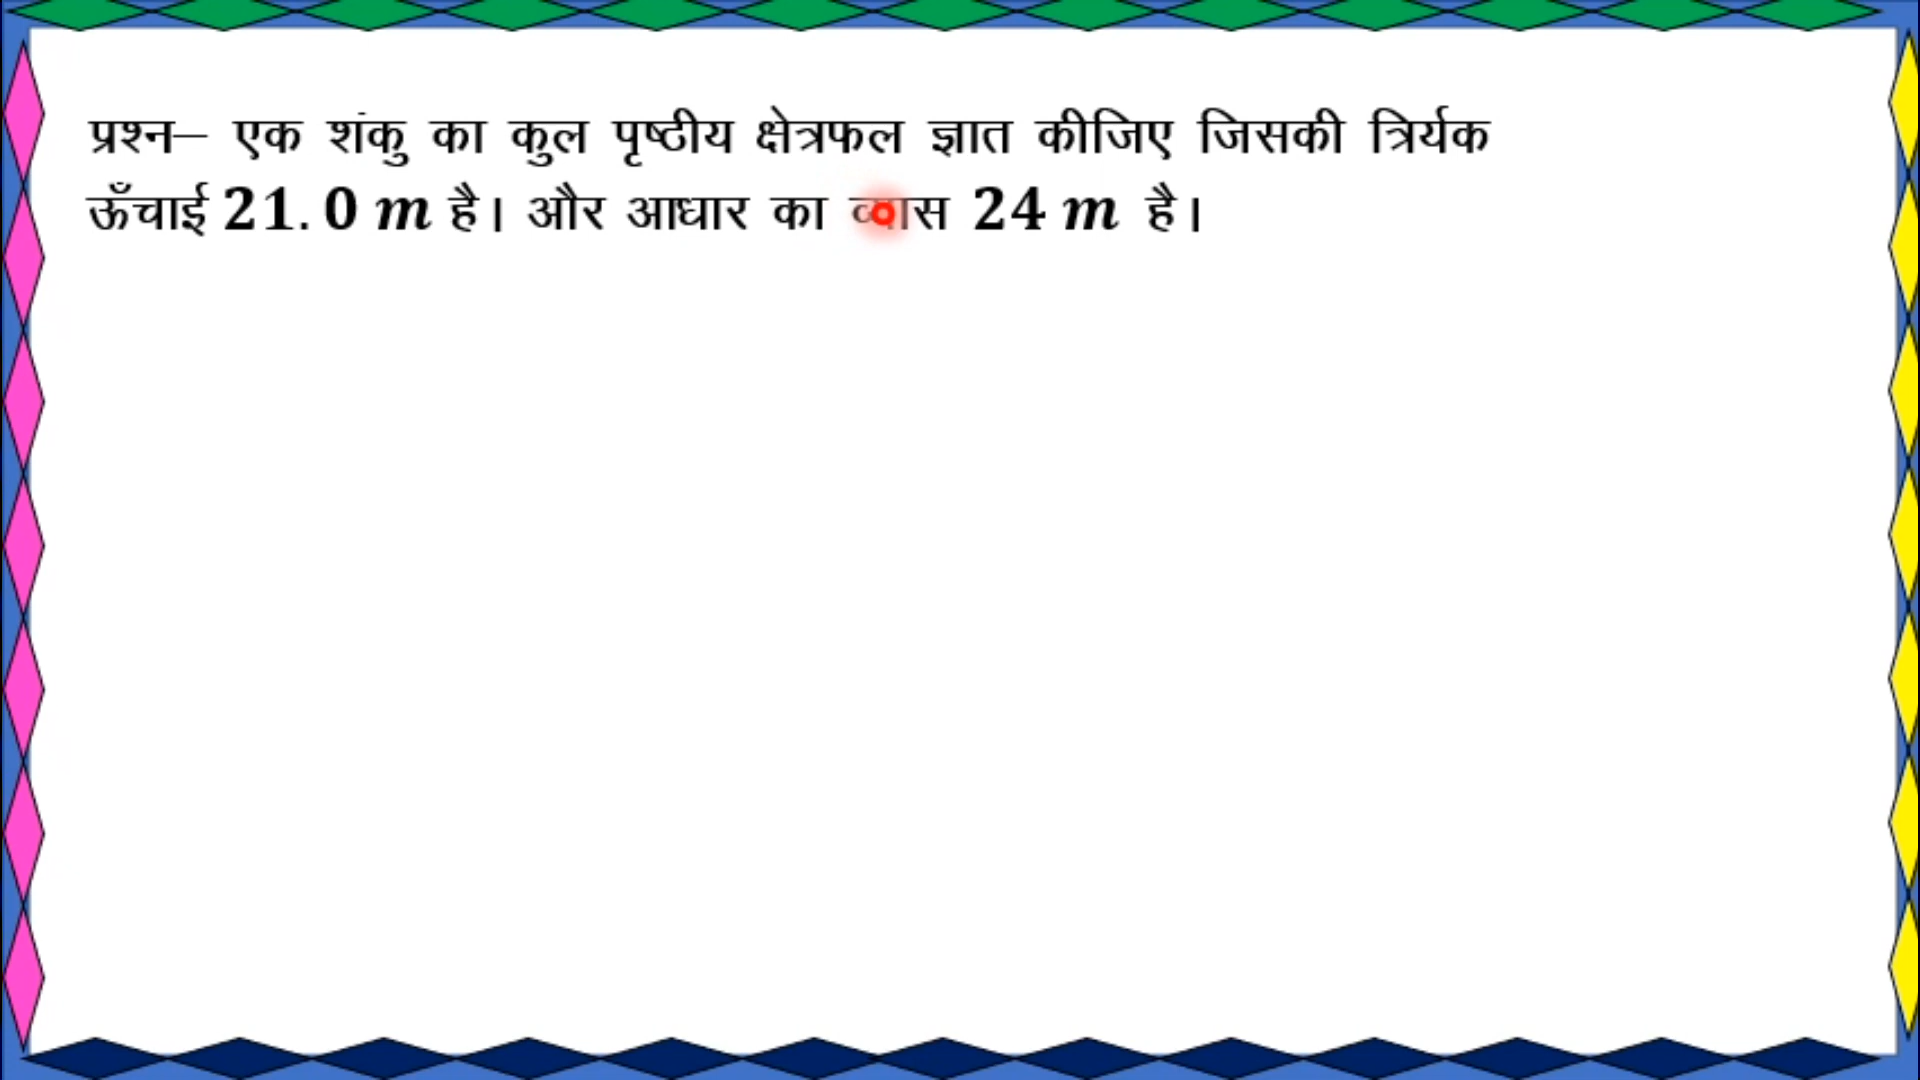 प्रश्न– एक शंकु का कुल पृष्ठीय क्षेत्रफल ज्ञात कीजिए जिसकी त्रिर्यक
ऊँचाई 21.0 m है। और आधार का व्यास 24 m है।